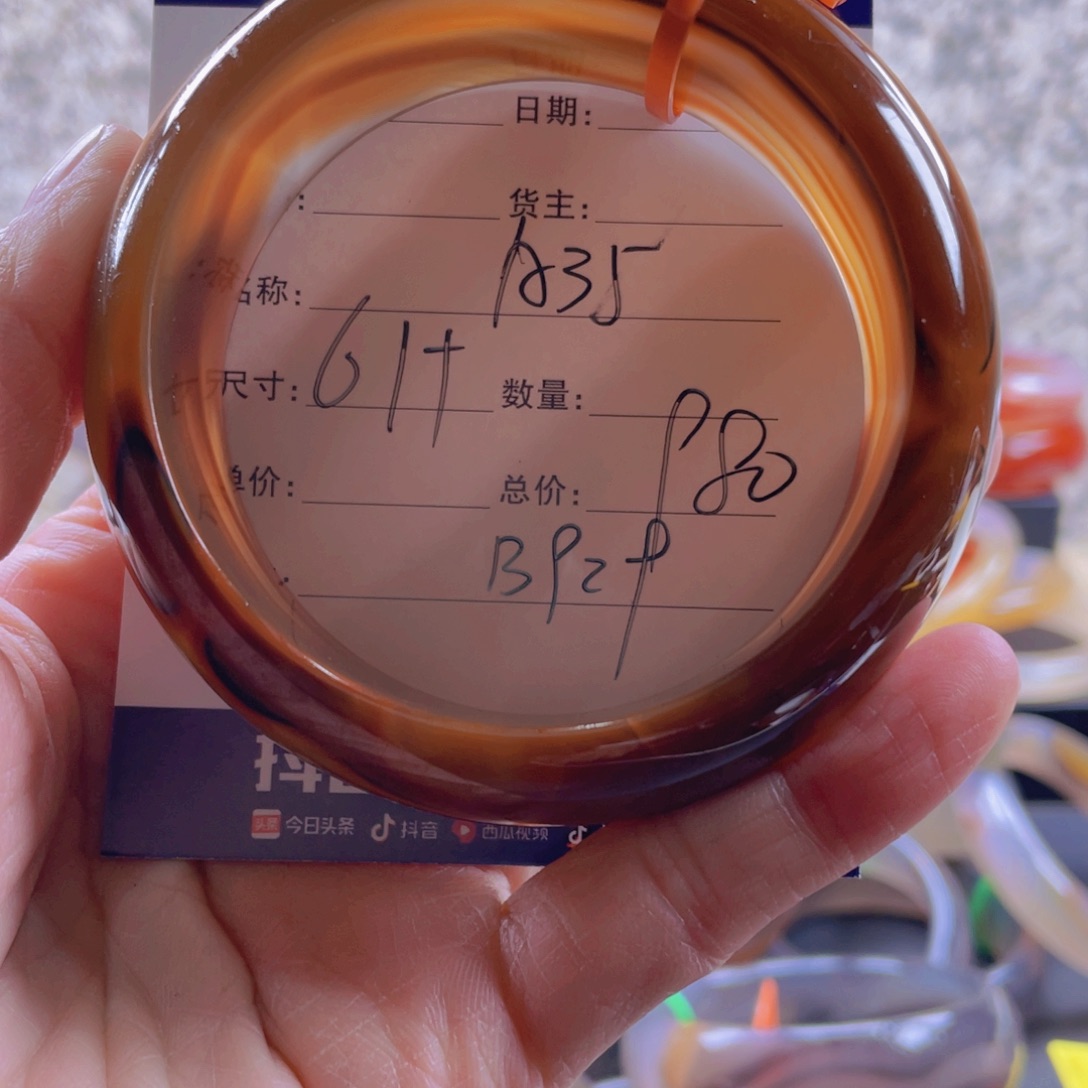 日期:
: 货主:
A35
名称:
61+
尺寸: 数量:
P80
单价: 总价:
:
抖
今日头条 抖音 西瓜视频